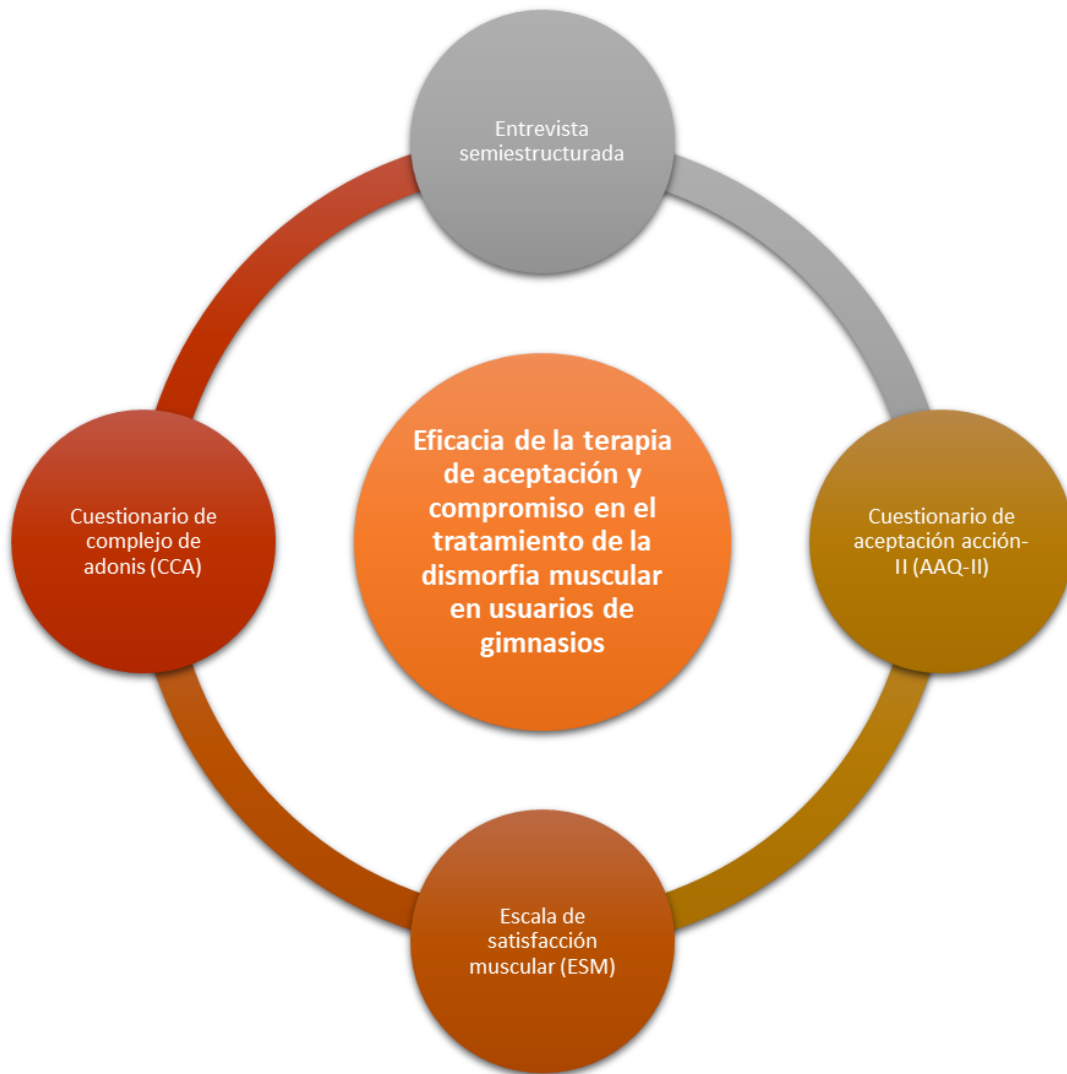 Entrevista
semiestructurada
Eficacia de la terapia
de aceptación y
compromiso en el
tratamiento de la
dismorfia muscular
en usuarios de
gimnasios
Cuestionario de
complejo de
adonis (CCA)
Cuestionario de
aceptación acción-
II (AAQ-II)
Escala de
satisfacción
muscular (ESM)